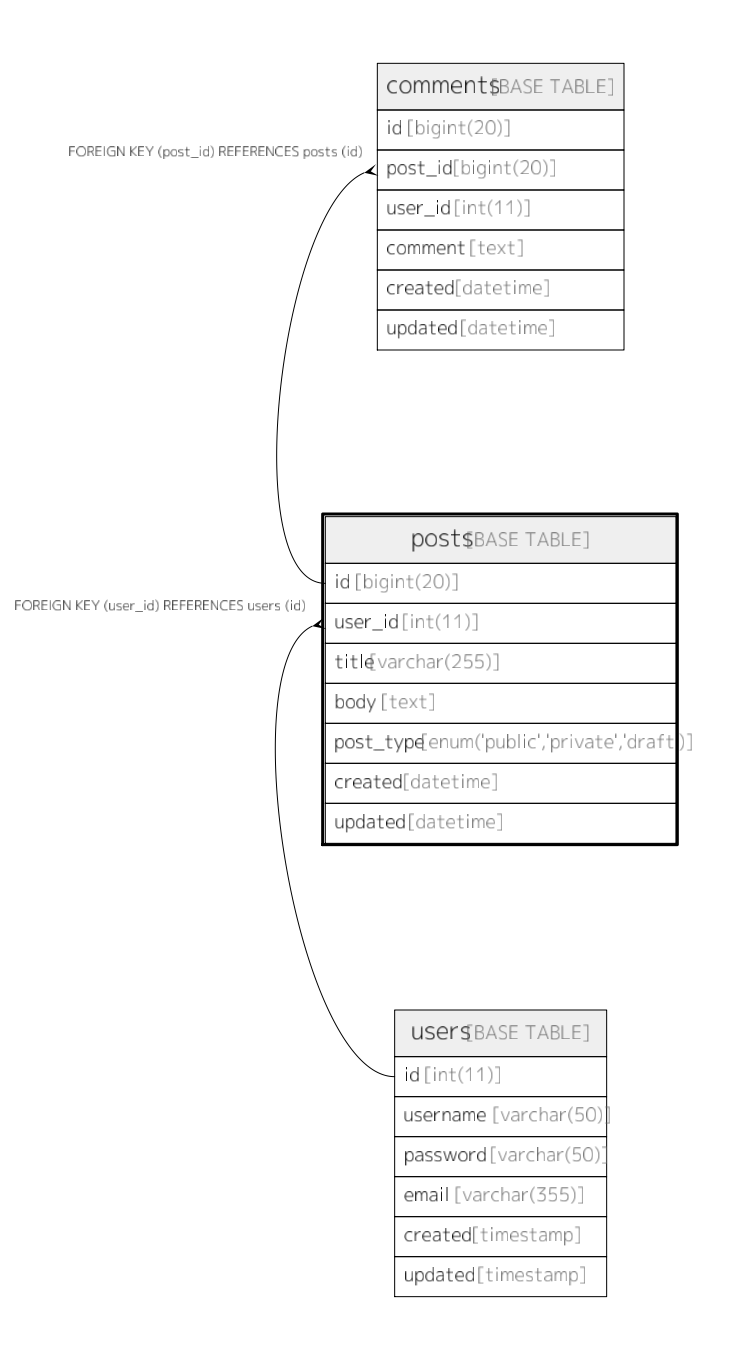 comments [BASE TABLE]
id [bigint(20)]
FOREIGN KEY (post_id) REFERENCES posts (id)
post_id [bigint(20)]
user_id [int(11)]
comment [text]
created [datetime]
updated [datetime]
posts [BASE TABLE]
id [bigint(20)]
FOREIGN KEY (user_id) REFERENCES users (id)
user_id [int(11)]
title [varchar(255)]
body [text]
post_type [enum('public','private','draft')]
created [datetime]
updated [datetime]
users [BASE TABLE]
id [int(11)]
username [varchar(50)]
password [varchar(50)]
email [varchar(355)]
created [timestamp]
updated [timestamp]